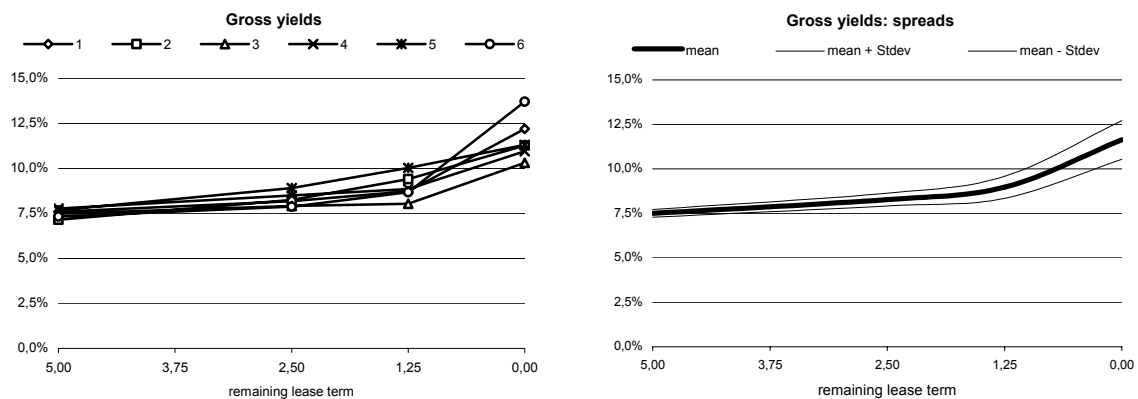 Gross yields
1 2 3 4 5 6
15,0%
12,5%
10,0%
7,5%
5,0%
2,5%
0,0%
5,00 3,75 2,50 1,25 0,00
remaining lease term
Gross yields: spreads
mean mean + Stdev mean - Stdev
15,0%
12,5%
10,0%
7,5%
5,0%
2,5%
0,0%
5,00 3,75 2,50 1,25 0,00
remaining lease term